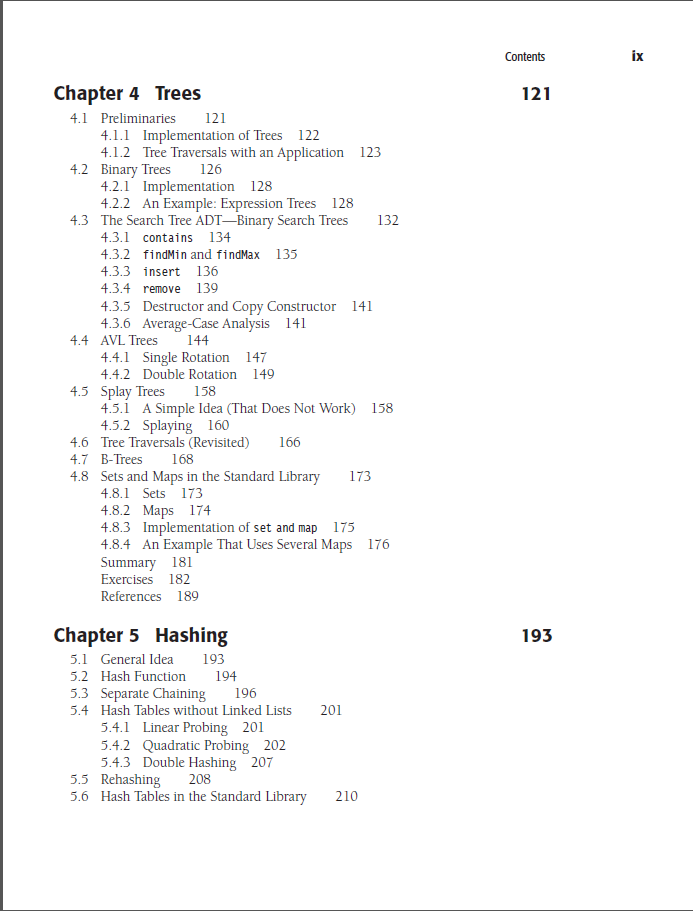 Contents ix
Chapter 4 Trees 121
4.1 Preliminaries 121
4.1.1 Implementation of Trees 122
4.1.2 Tree Traversals with an Application 123
4.2 Binary Trees 126
4.2.1 Implementation 128
4.2.2 An Example: Expression Trees 128
4.3 The Search Tree ADT—Binary Search Trees 132
4.3.1 contains 134
4.3.2 findMin and findMax 135
4.3.3 insert 136
4.3.4 remove 139
4.3.5 Destructor and Copy Constructor 141
4.3.6 Average-Case Analysis 141
4.4 AVL Trees 144
4.4.1 Single Rotation 147
4.4.2 Double Rotation 149
4.5 Splay Trees 158
4.5.1 A Simple Idea (That Does Not Work) 158
4.5.2 Splaying 160
4.6 Tree Traversals (Revisited) 166
4.7 B-Trees 168
4.8 Sets and Maps in the Standard Library 173
4.8.1 Sets 173
4.8.2 Maps 174
4.8.3 Implementation of set and map 175
4.8.4 An Example That Uses Several Maps 176
Summary 181
Exercises 182
References 189
Chapter 5 Hashing 193
5.1 General Idea 193
5.2 Hash Function 194
5.3 Separate Chaining 196
5.4 Hash Tables without Linked Lists 201
5.4.1 Linear Probing 201
5.4.2 Quadratic Probing 202
5.4.3 Double Hashing 207
5.5 Rehashing 208
5.6 Hash Tables in the Standard Library 210